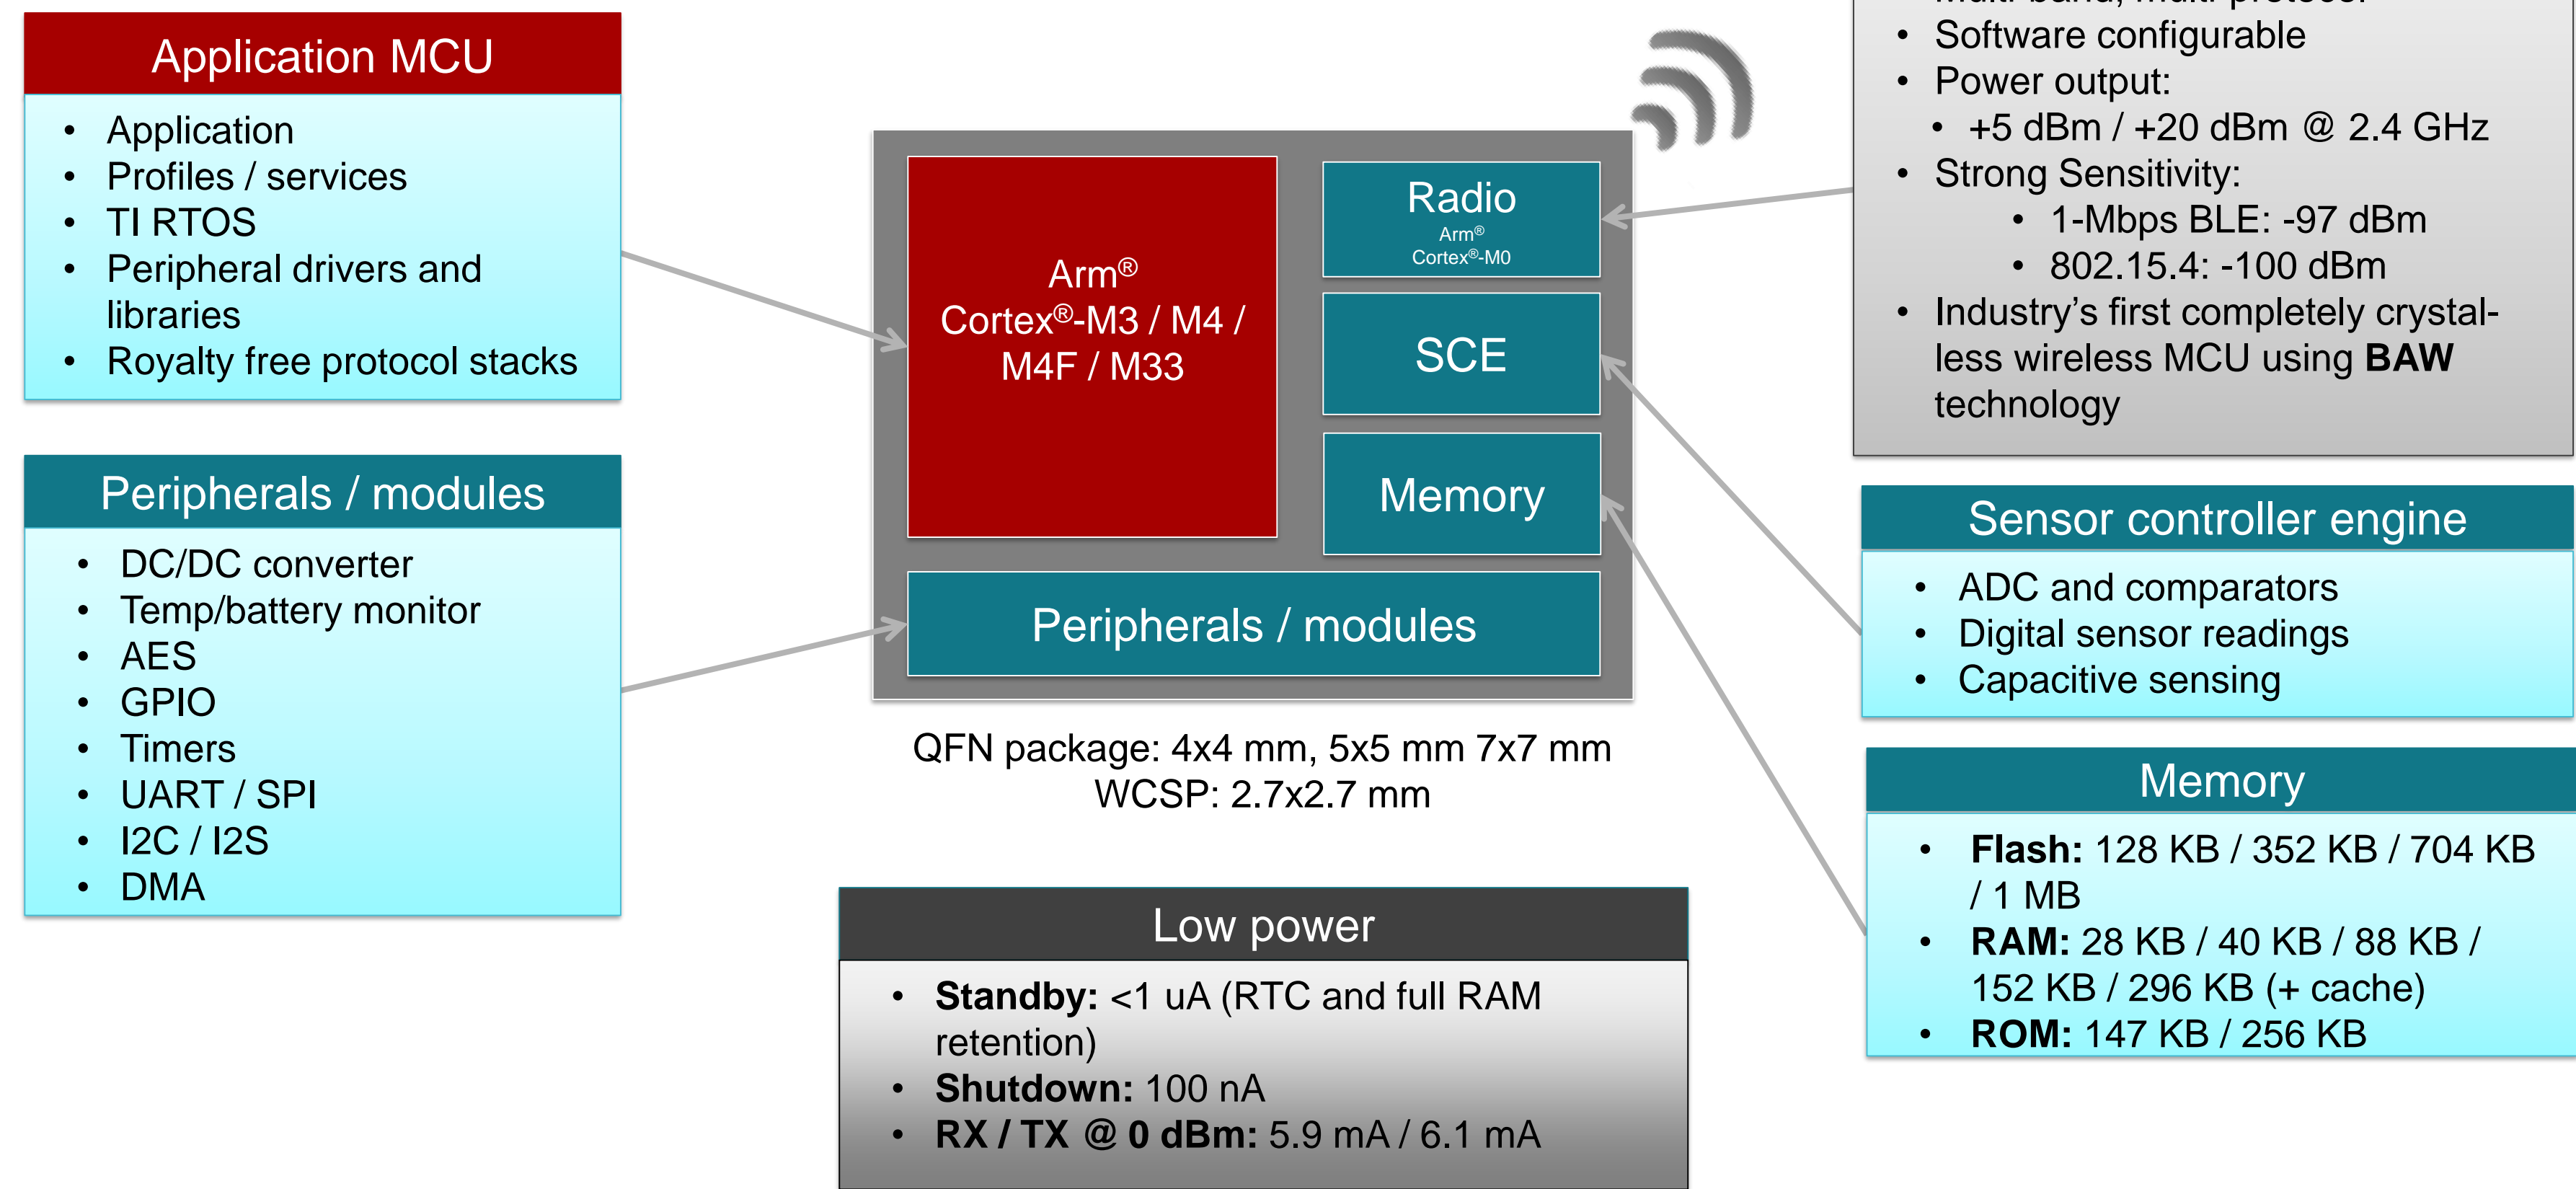 Application MCU
• Application
• Profiles / services
• TI RTOS
• Peripheral drivers and
libraries
• Royalty free protocol stacks
Peripherals / modules
• DC/DC converter
• Temp/battery monitor
• AES
• GPIO
• Timers
• UART / SPI
• I2C / I2S
• DMA
Arm®
Cortex®-M3 / M4 /
M4F / M33
Radio
Arm®
Cortex®-M0
SCE
Memory
Peripherals / modules
QFN package: 4x4 mm, 5x5 mm 7x7 mm
WCSP: 2.7x2.7 mm
Low power
• Standby: <1 uA (RTC and full RAM
retention)
• Shutdown: 100 nA
• RX / TX @ 0 dBm: 5.9 mA / 6.1 mA
• Software configurable
• Power output:
• +5 dBm / +20 dBm @ 2.4 GHz
• Strong Sensitivity:
• 1-Mbps BLE: -97 dBm
• 802.15.4: -100 dBm
• Industry's first completely crystal-
less wireless MCU using BAW
technology
Sensor controller engine
• ADC and comparators
• Digital sensor readings
• Capacitive sensing
Memory
• Flash: 128 KB / 352 KB / 704 KB
/ 1 MB
• RAM: 28 KB / 40 KB / 88 KB /
152 KB / 296 KB (+ cache)
• ROM: 147 KB / 256 KB